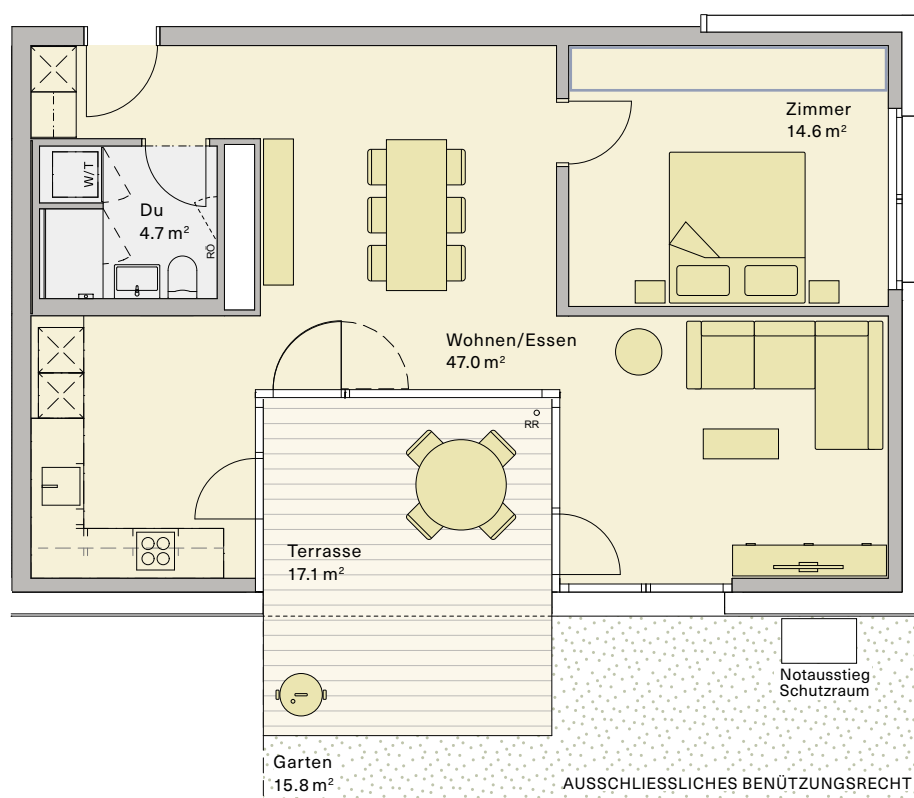 Zimmer
14.6 m²
W/T
Du
4.7 m²
RÖ
Wohnen/Essen
47.0 m²
RR
Terrasse
17.1 m²
Notausstieg
Schutzraum
Garten
15.8 m²
AUSSCHLIESSLICHES BENÜTZUNGSRECHT